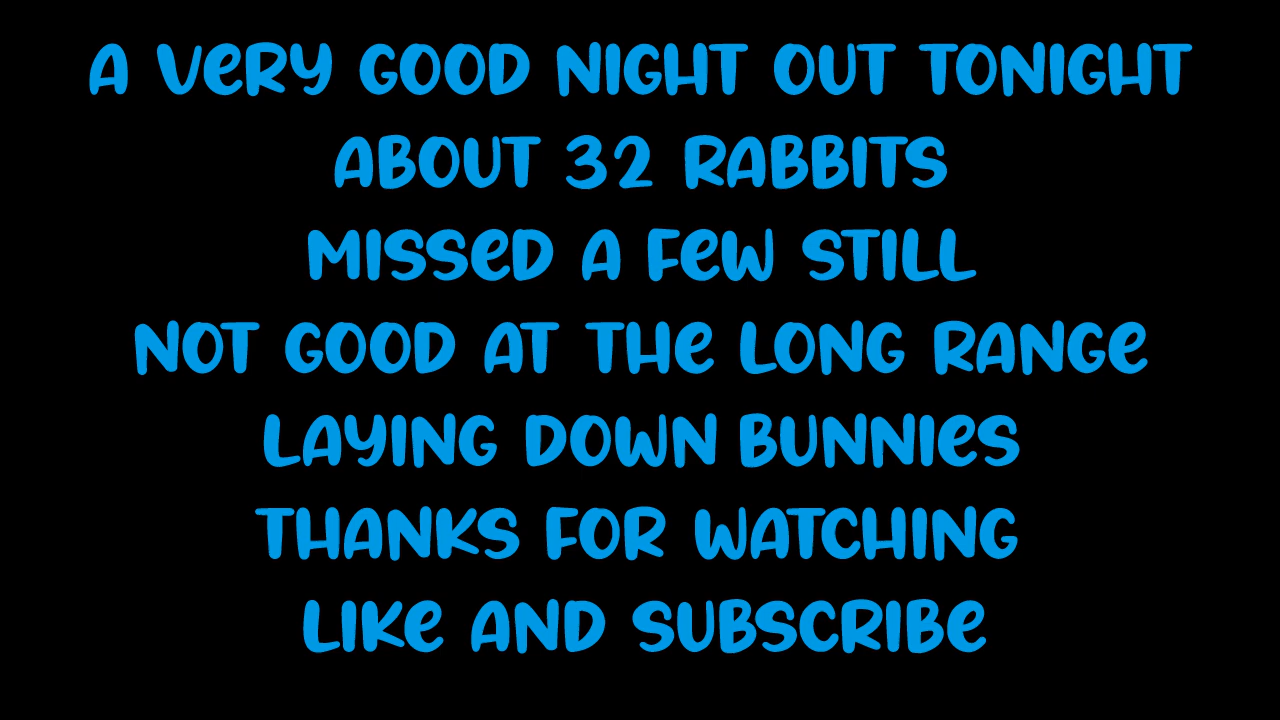 A VERY GOOD NIGHT OUT TONIGHT
ABOUT 32 RABBITS
MISSED A FEW STILL
NOT GOOD AT THE LONG RANGE
LAYING DOWN BUNNIES
THANKS FOR WATCHING
LIKE AND SUBSCRIBE